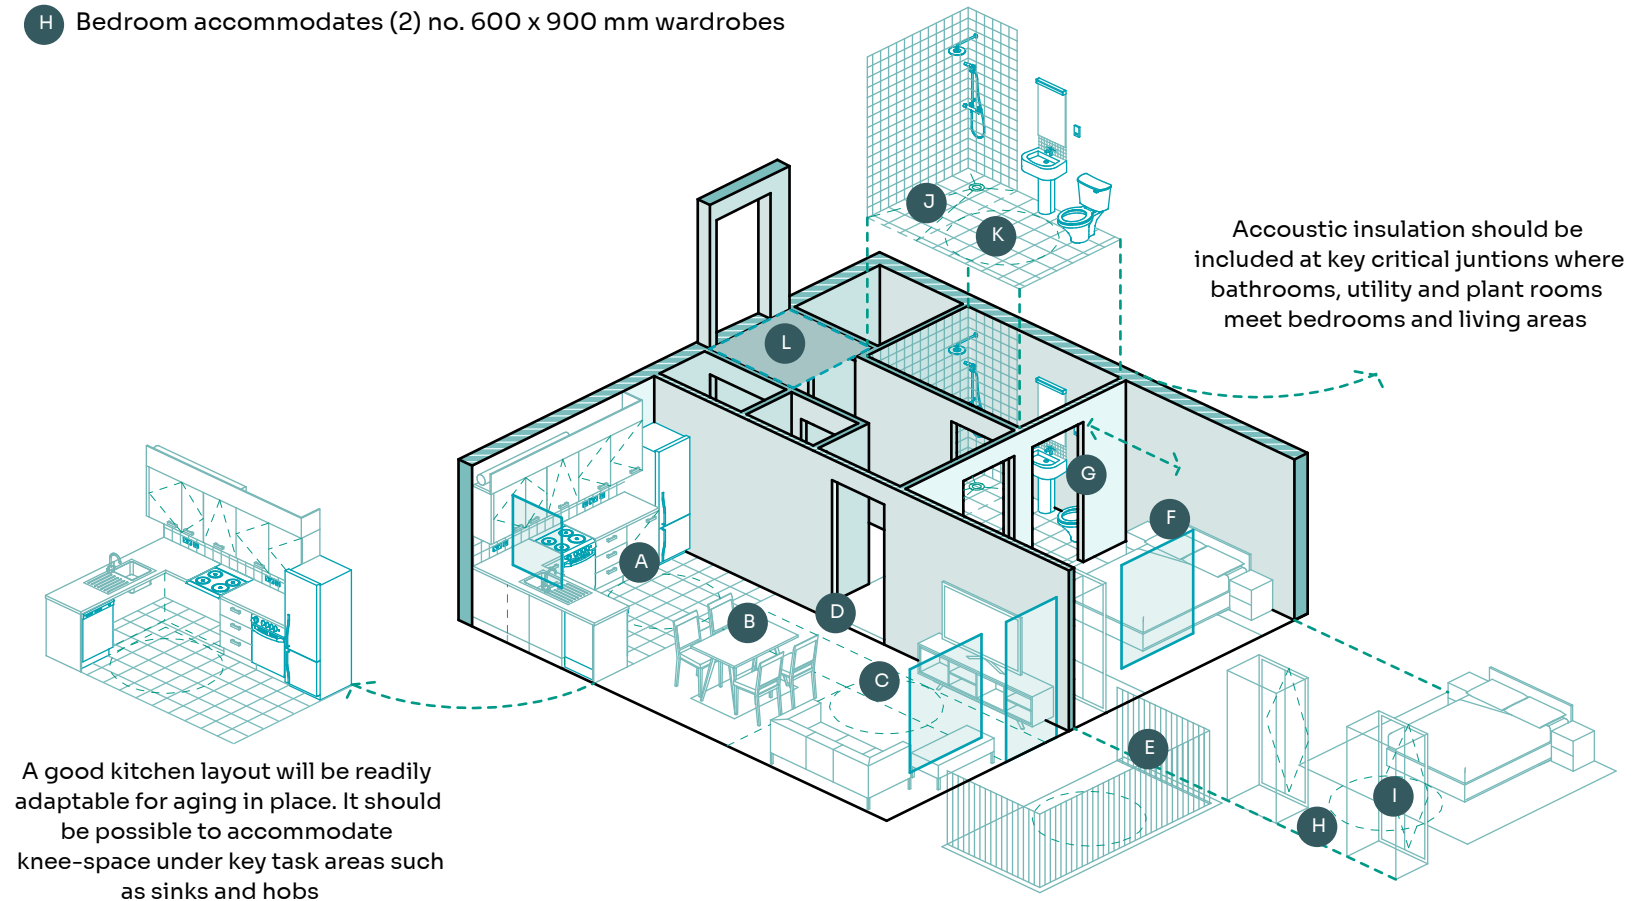 H Bedroom accommodates (2) no. 600 x 900 mm wardrobes
J
K
Accoustic insulation should be
included at key critical juntions where
bathrooms, utility and plant rooms
meet bedrooms and living areas
L
G
F
A
D
B
C
E
I
H
A good kitchen layout will be readily
adaptable for aging in place. It should
be possible to accommodate
knee-space under key task areas such
as sinks and hobs